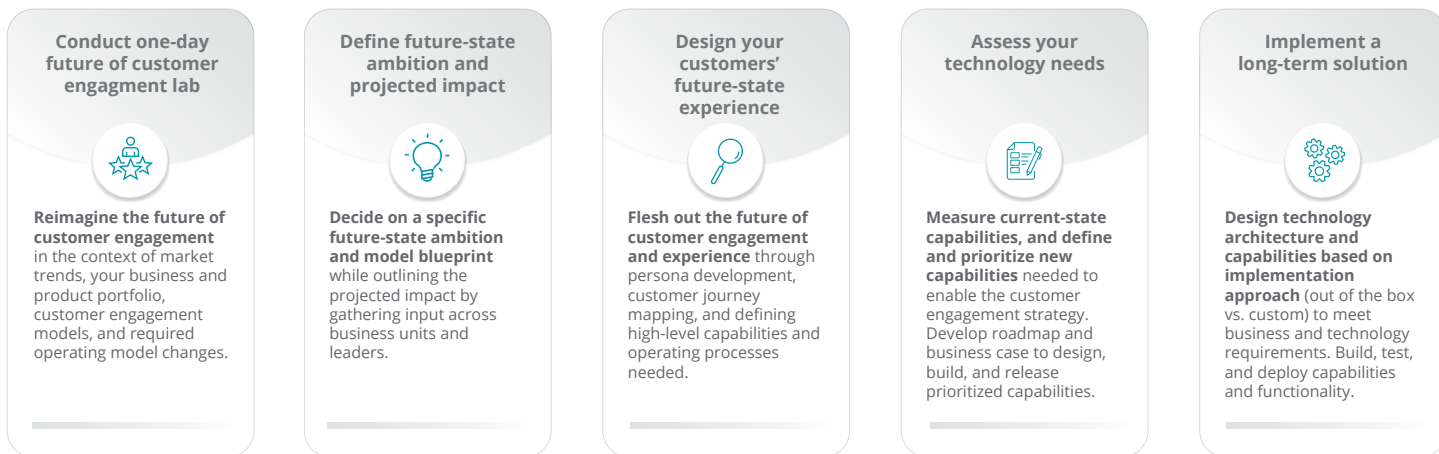 Conduct one-day
future of customer
engagment lab
Reimagine the future of
customer engagement
in the context of market
trends, your business and
product portfolio,
customer engagement
models, and required
operating model changes.
Define future-state
ambition and
projected impact
Decide on a specific
future-state ambition
and model blueprint
while outlining the
projected impact by
gathering input across
business units and
leaders.
Design your
customers’
future-state
experience
Flesh out the future of
customer engagement
and experience through
persona development,
customer journey
mapping, and defining
high-level capabilities and
operating processes
needed.
Assess your
technology needs
Measure current-state
capabilities, and define
and prioritize new
capabilities needed to
enable the customer
engagement strategy.
Develop roadmap and
business case to design,
build, and release
prioritized capabilities.
Implement a
long-term solution
Design technology
architecture and
capabilities based on
implementation
approach (out of the box
vs. custom) to meet
business and technology
requirements. Build, test,
and deploy capabilities
and functionality.